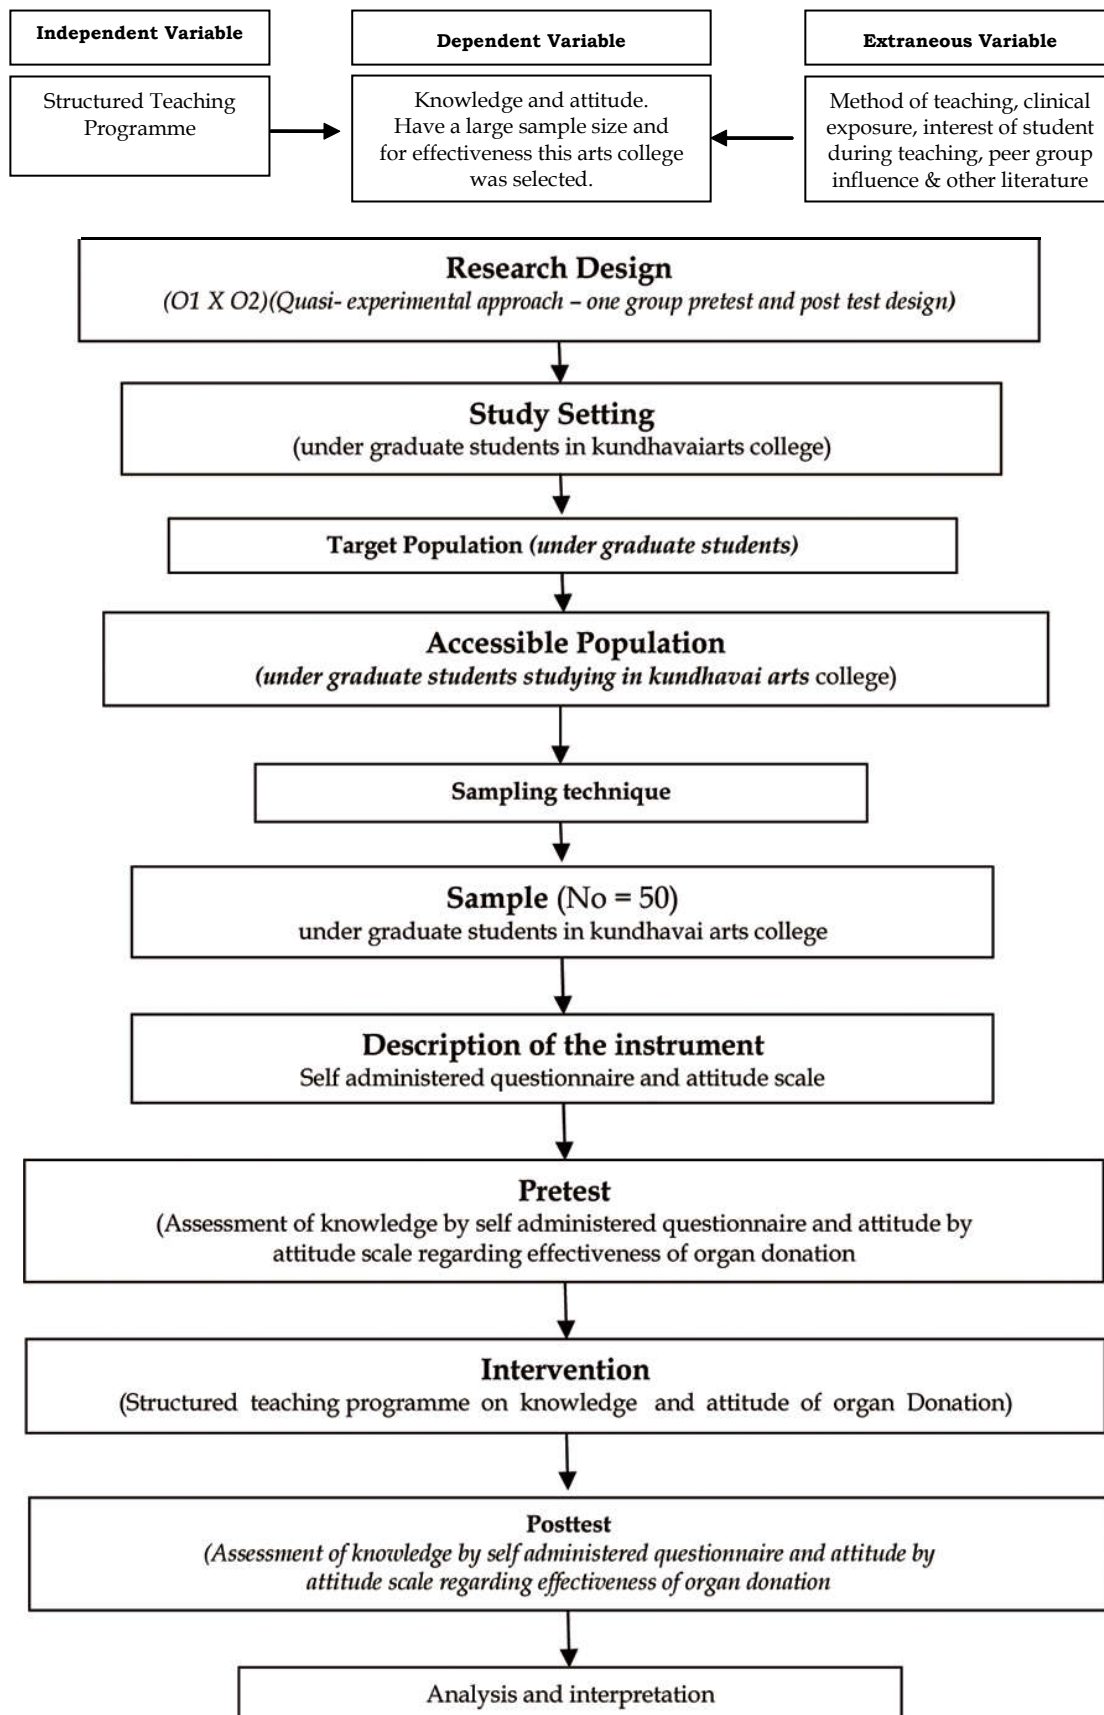 Independent Variable
Dependent Variable
Extraneous Variable
Structured Teaching
Programme
Knowledge and attitude.
Have a large sample size and
for effectiveness this arts college
was selected.
Method of teaching, clinical
exposure, interest of student
during teaching, peer group
influence & other literature
Research Design
(O1 X O2)(Quasi- experimental approach – one group pretest and post test design)
Study Setting
(under graduate students in kundhavaiarts college)
Target Population (under graduate students)
Accessible Population
(under graduate students studying in kundhavai arts college)
Sampling technique
Sample (No = 50)
under graduate students in kundhavai arts college
Description of the instrument
Self administered questionnaire and attitude scale
Pretest
(Assessment of knowledge by self administered questionnaire and attitude by
attitude scale regarding effectiveness of organ donation
Intervention
(Structured teaching programme on knowledge and attitude of organ Donation)
Posttest
(Assessment of knowledge by self administered questionnaire and attitude by
attitude scale regarding effectiveness of organ donation
Analysis and interpretation